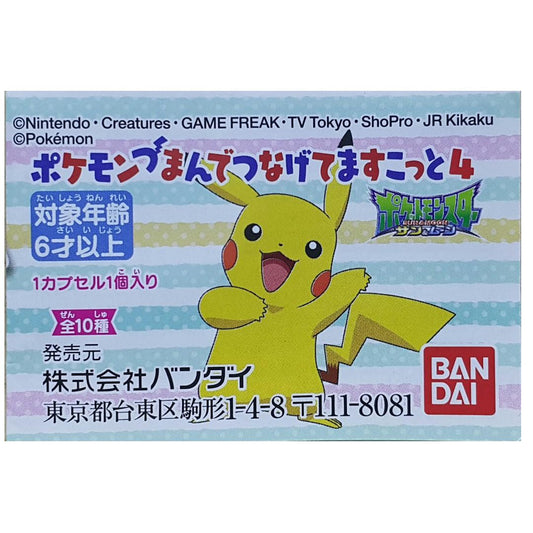 ©Nintendo・Creatures・GAME FREAK・TV Tokyo・ShoPro・JR Kikaku
©Pokémon
ポケモンづまんでつなげてますこっと4
ポケットモンスター
サン&ムーン
たい しょう ねん れい
対象年齢
さい い じょう
6才以上
こ い
1カプセル1個入り
ぜん しゅ
全10種
発売元
株式会社バンダイ
東京都台東区駒形1-4-8 〒111-8081
BAN
DAI